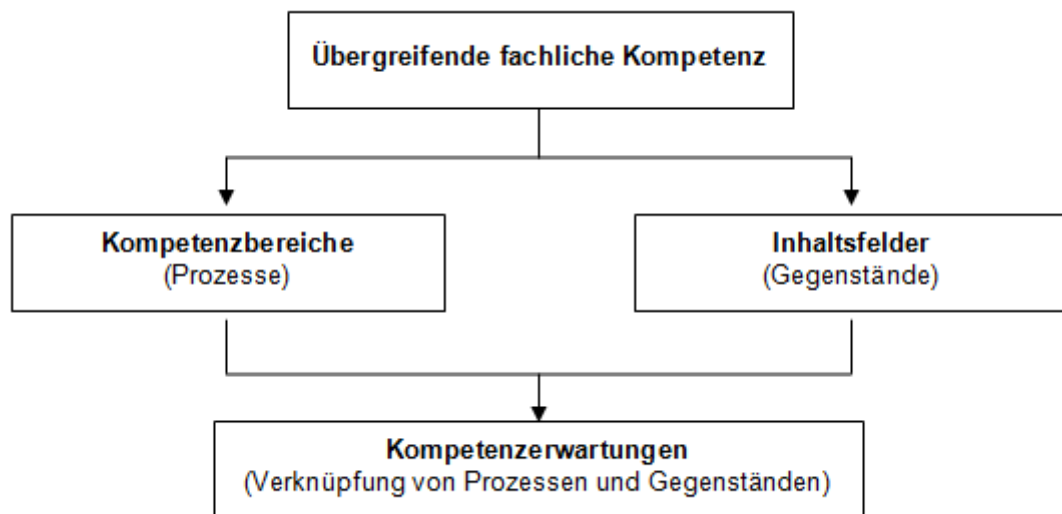 Übergreifende fachliche Kompetenz
Kompetenzbereiche
(Prozesse)
Inhaltsfelder
(Gegenstände)
Kompetenzerwartungen
(Verknüpfung von Prozessen und Gegenständen)